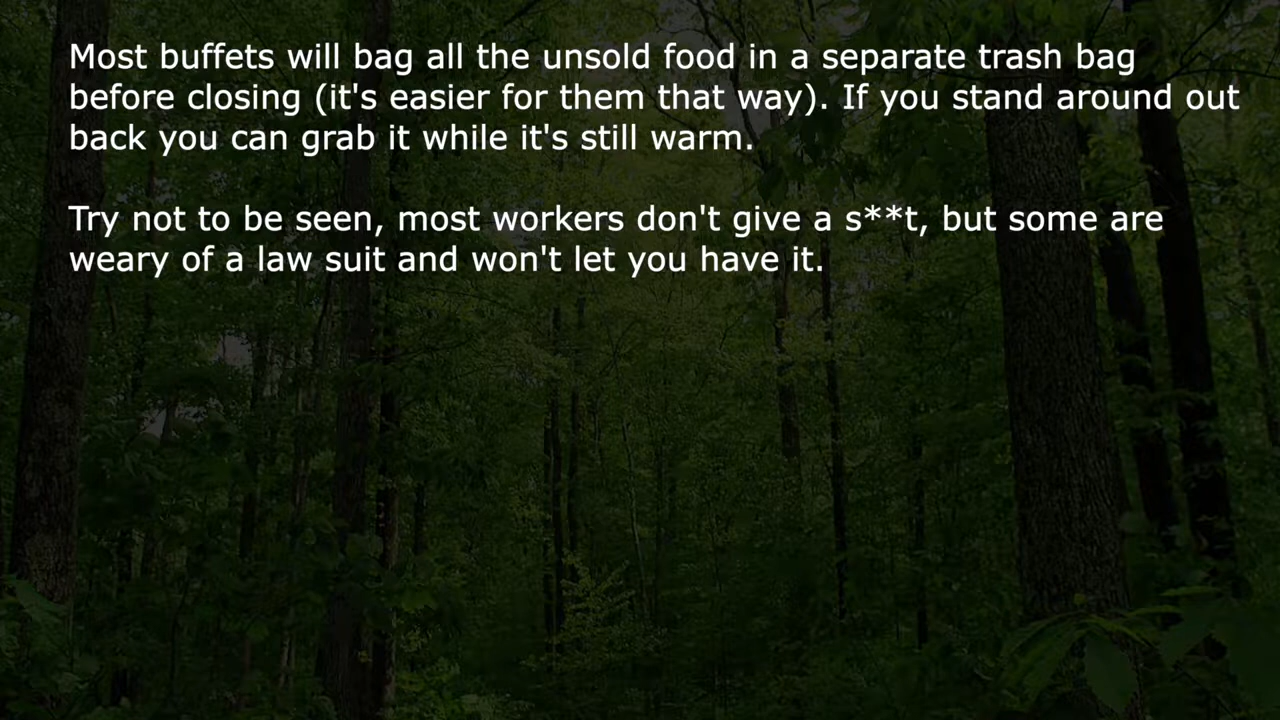 Most buffets will bag all the unsold food in a separate trash bag
before closing (it's easier for them that way). If you stand around out
back you can grab it while it's still warm.
Try not to be seen, most workers don't give a s**t, but some are
weary of a law suit and won't let you have it.